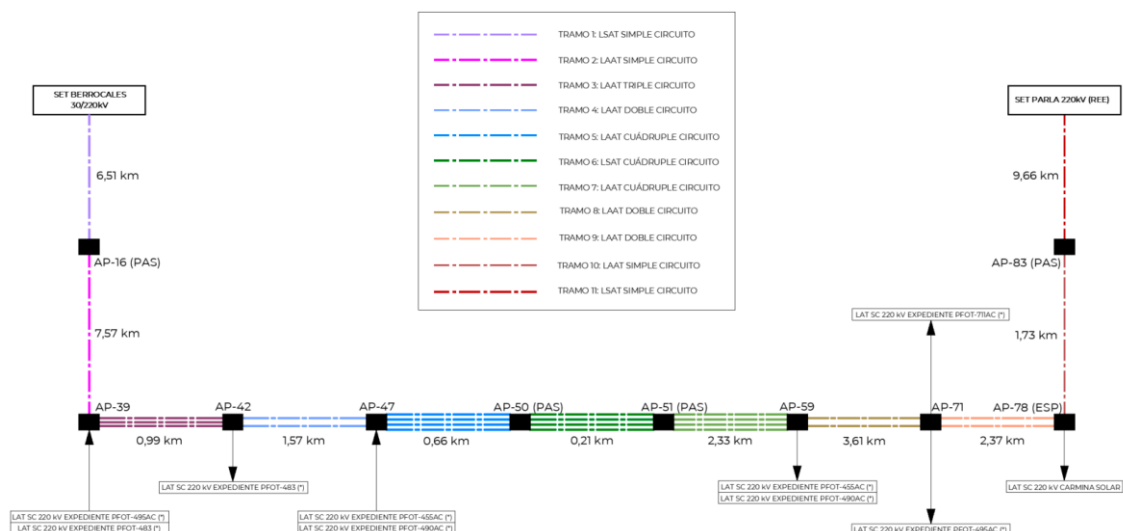 TRAMO 1: LSAT SIMPLE CIRCUITO
TRAMO 2: LAAT SIMPLE CIRCUITO
TRAMO 3: LAAT TRIPLE CIRCUITO
TRAMO 4: LAAT DOBLE CIRCUITO
TRAMO 5: LAAT CUÁDRUPLE CIRCUITO
TRAMO 6: LSAT CUÁDRUPLE CIRCUITO
TRAMO 7: LAAT CUÁDRUPLE CIRCUITO
TRAMO 8: LAAT DOBLE CIRCUITO
TRAMO 9: LAAT DOBLE CIRCUITO
TRAMO 10: LAAT SIMPLE CIRCUITO
TRAMO 11: LSAT SIMPLE CIRCUITO
SET BERROCALES
30/220kV
SET PARLA 220kV (REE)
6,51 km
9,66 km
AP-16 (PAS)
AP-83 (PAS)
7,57 km
LAT SC 220 kV EXPEDIENTE PFOT-711AC (*)
1,73 km
AP-39
AP-42
AP-47
AP-50 (PAS)
AP-51 (PAS)
AP-59
AP-71
AP-78 (ESP)
0,99 km
1,57 km
0,66 km
0,21 km
2,33 km
3,61 km
2,37 km
LAT SC 220 kV EXPEDIENTE PFOT-483 (*)
LAT SC 220 kV EXPEDIENTE PFOT-455AC (*)
LAT SC 220 kV EXPEDIENTE PFOT-490AC (*)
LAT SC 220 kV CARMINA SOLAR
LAT SC 220 kV EXPEDIENTE PFOT-495AC (*)
LAT SC 220 kV EXPEDIENTE PFOT-483 (*)
LAT SC 220 kV EXPEDIENTE PFOT-455AC (*)
LAT SC 220 kV EXPEDIENTE PFOT-490AC (*)
LAT SC 220 kV EXPEDIENTE PFOT-495AC (*)